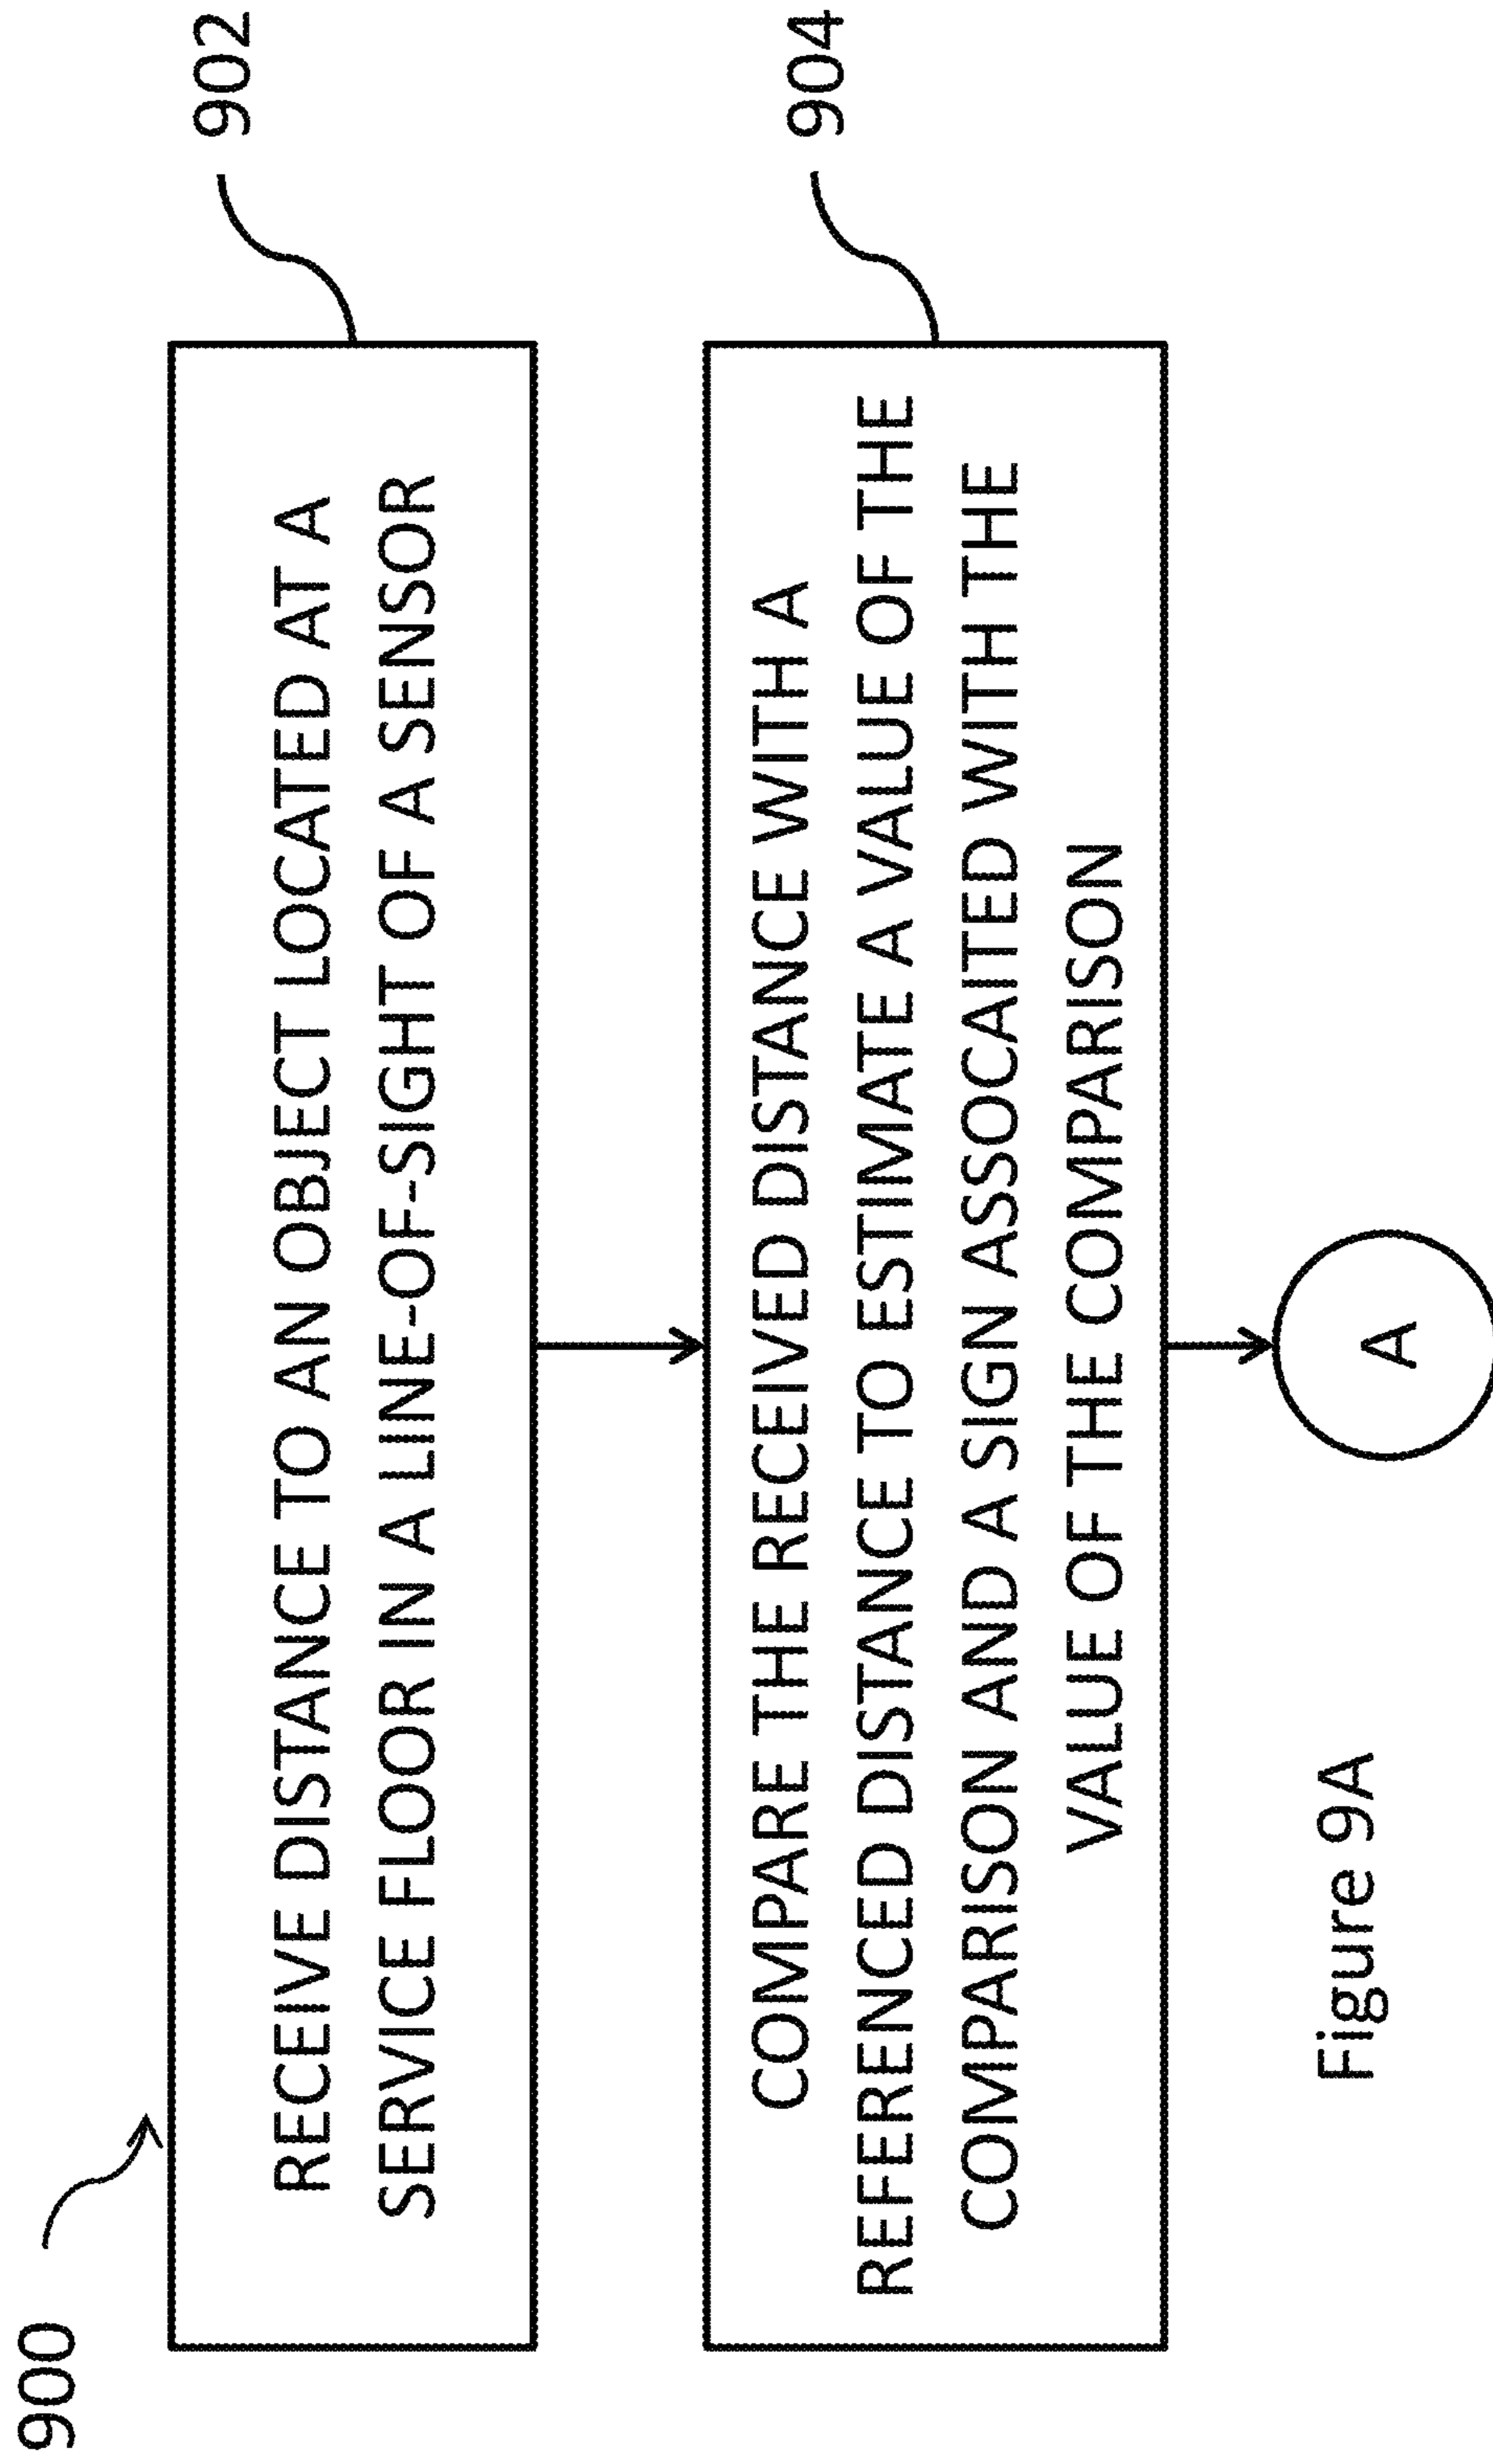 900
902
RECEIVE DISTANCE TO AN OBJECT LOCATED AT A
SERVICE FLOOR IN A LINE-OF-SIGHT OF A SENSOR
904
COMPARE THE RECEIVED DISTANCE WITH A
REFERENCED DISTANCE TO ESTIMATE A VALUE OF THE
COMPARISON AND A SIGN ASSOCAITED WITH THE
VALUE OF THE COMPARISON
A
Figure 9A